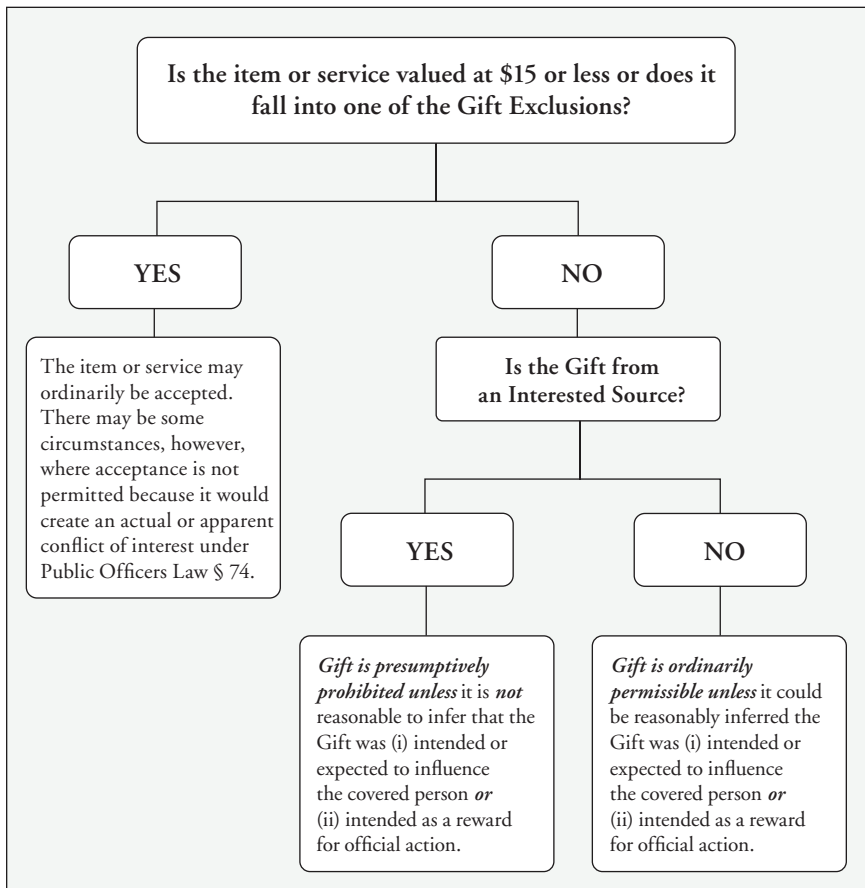 Is the item or service valued at $15 or less or does it
fall into one of the Gift Exclusions?
YES
NO
The item or service may
ordinarily be accepted.
There may be some
circumstances, however,
where acceptance is not
permitted because it would
create an actual or apparent
conflict of interest under
Public Officers Law § 74.
Is the Gift from
an Interested Source?
YES
NO
Gift is presumptively
prohibited unless it is not
reasonable to infer that the
Gift was (i) intended or
expected to influence
the covered person or
(ii) intended as a reward
for official action.
Gift is ordinarily
permissible unless it could
be reasonably inferred the
Gift was (i) intended or
expected to influence
the covered person or
(ii) intended as a reward
for official action.